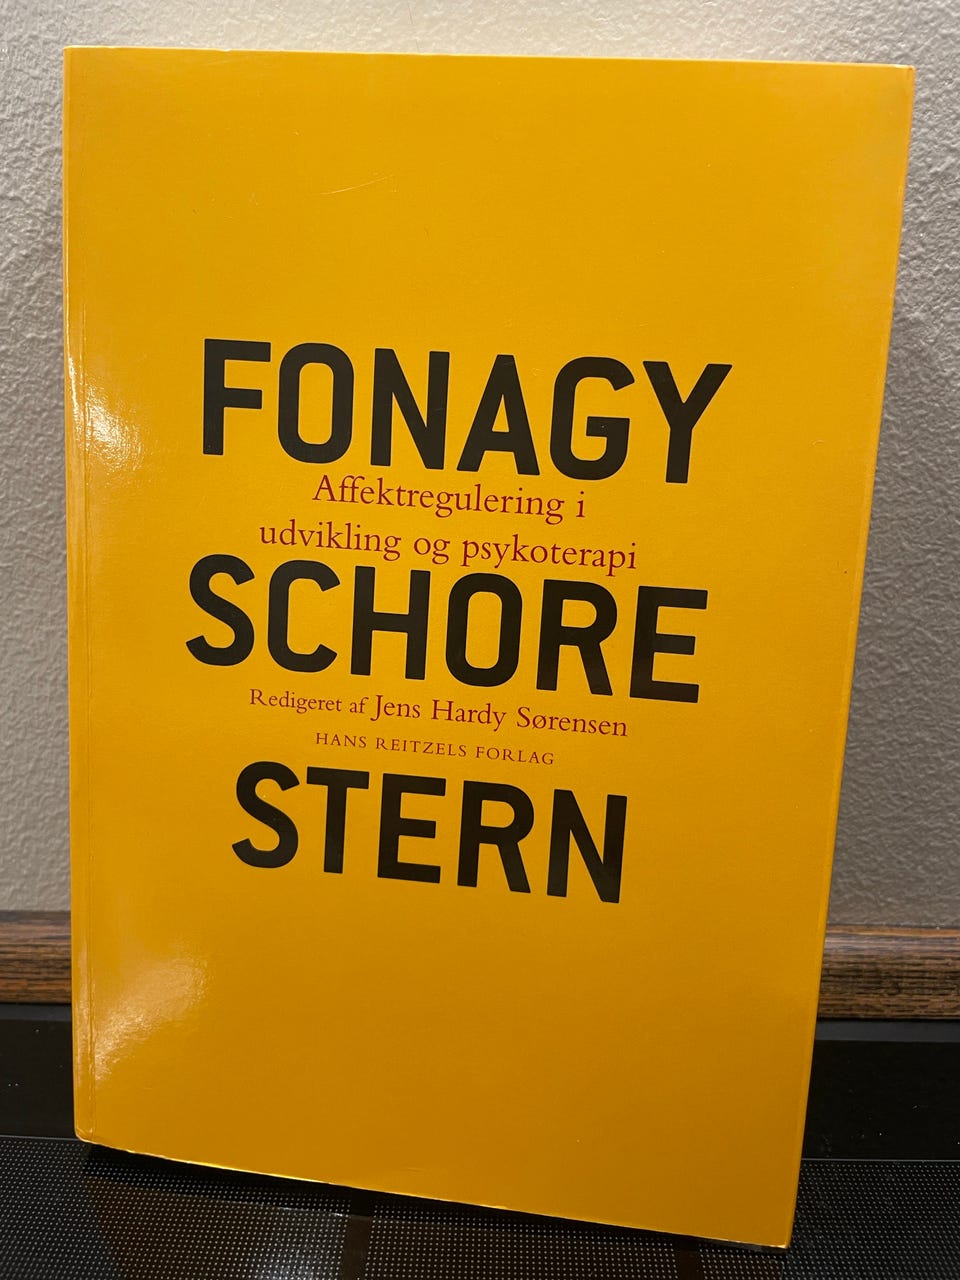 FONAGY
Affektregulering i
udvikling og psykoterapi
SCHORE
Redigeret af Jens Hardy Sørensen
HANS REITZELS FORLAG
STERN